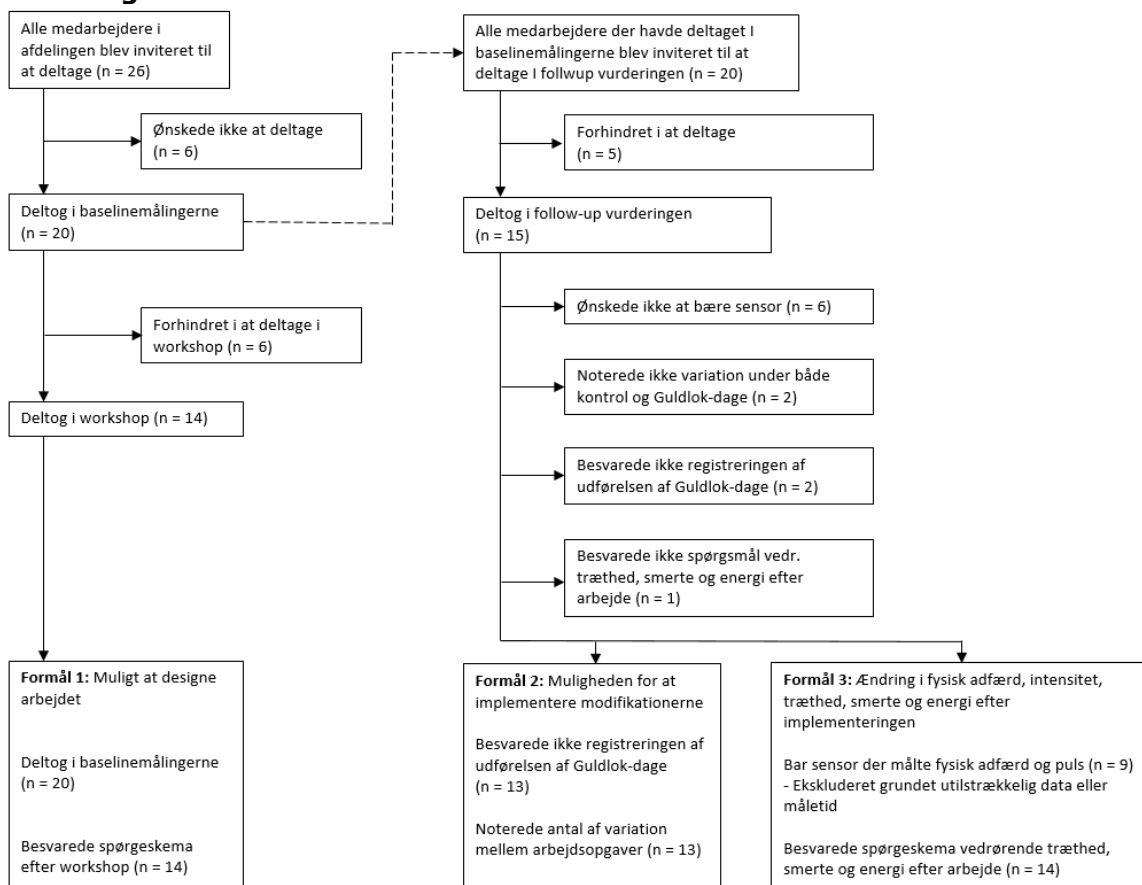 Alle medarbejdere i
afdelingen blev inviteret til
at deltage (n = 26)
Ønskede ikke at deltage
(n = 6)
Deltog i baselinemålingerne
(n = 20)
Forhindret i at deltage i
workshop (n = 6)
Deltog i workshop (n = 14)
Formål 1: Muligt at designe
arbejdet
Deltog i baselinemålingerne
(n = 20)
Besvarede spørgeskema
efter workshop (n = 14)
Alle medarbejdere der havde deltaget I
baselinemålingerne blev inviteret til at
deltage I follwup vurderingen (n = 20)
Forhindret i at deltage
(n = 5)
Deltog i follow-up vurderingen
(n = 15)
Ønskede ikke at bære sensor (n = 6)
Noterede ikke variation under både
kontrol og Guldlok-dage (n = 2)
Besvarede ikke registreringen af
udførelsen af Guldlok-dage (n = 2)
Besvarede ikke spørgsmål vedr.
træthed, smerte og energi efter
arbejde (n = 1)
Formål 2: Muligheden for at
implementere modifikationerne
Besvarede ikke registreringen af
udførelsen af Guldlok-dage
(n = 13)
Noterede antal af variation
mellem arbejdsopgaver (n = 13)
Formål 3: Ændring i fysisk adfærd, intensitet,
træthed, smerte og energi efter
implementeringen
Bar sensor der målte fysisk adfærd og puls (n = 9)
- Ekskluderet grundet utilstrækkelig data eller
måletid
Besvarede spørgeskema vedrørende træthed,
smerte og energi efter arbejde (n = 14)